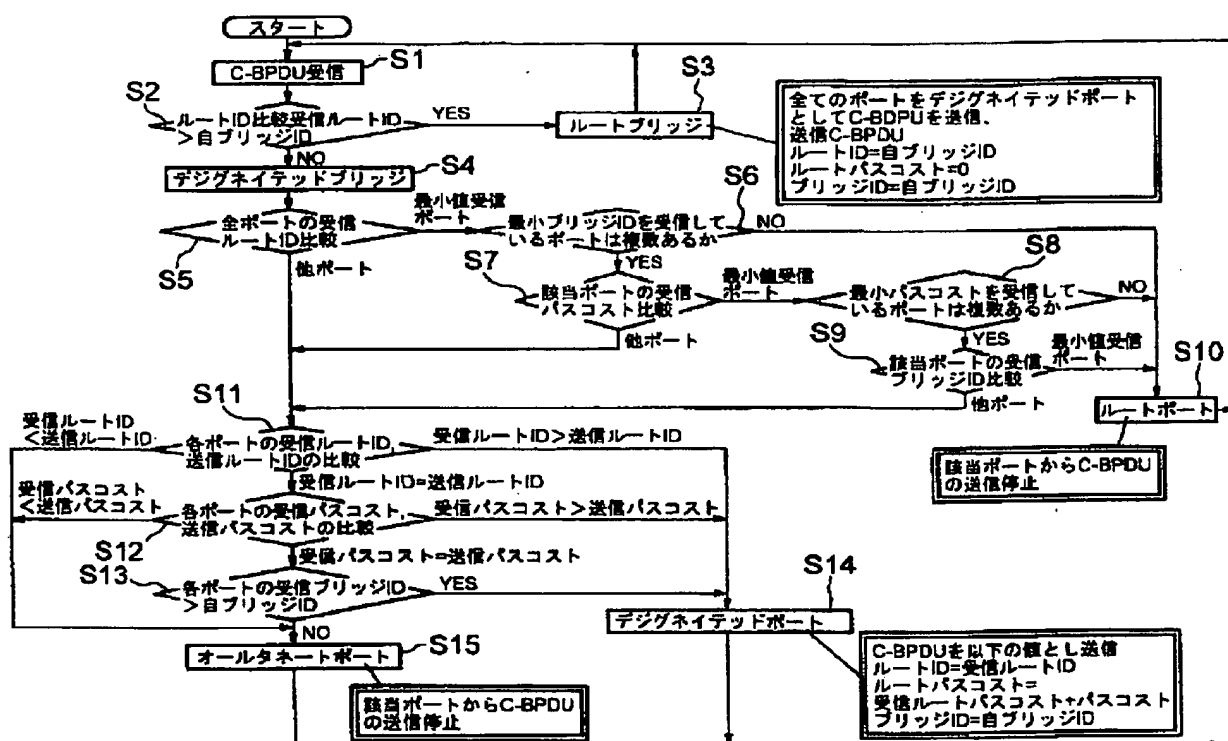 スタート
C-BPDU受信
S1
S2
ルートID比較受信ルートID
>自ブリッジID
YES
NO
ルートブリッジ
S3
全てのポートをデジグネイテッドポート
としてC-BDPUを送信、
送信C-BPDU
ルートID=自ブリッジID
ルートパスコスト=0
ブリッジID=自ブリッジID
デジグネイテッドブリッジ
S4
全ポートの受信
ルートID比較
S5
最小値受信
ポート
他ポート
最小ブリッジIDを受信して
いるポートは複数あるか
S6
NO
YES
S7
該当ポートの受信
パスコスト比較
最小値受信
ポート
他ポート
最小パスコストを受信して
いるポートは複数あるか
S8
NO
YES
S9
該当ポートの受信
ブリッジID比較
最小値受信
ポート
他ポート
S10
ルートポート
該当ポートからC-BPDU
の送信停止
S11
各ポートの受信ルートID,
送信ルートIDの比較
受信ルートID
<送信ルートID
受信ルートID>送信ルートID
受信ルートID=送信ルートID
S12
各ポートの受信パスコスト,
送信パスコストの比較
受信パスコスト
<送信パスコスト
受信パスコスト>送信パスコスト
受信パスコスト=送信パスコスト
S13
各ポートの受信ブリッジID
>自ブリッジID
YES
NO
S14
デジグネイテッドポート
C-BPDUを以下の値とし送信
ルートID=受信ルートID
ルートパスコスト=
受信ルートパスコスト+パスコスト
ブリッジID=自ブリッジID
オールタネートポート
S15
該当ポートからC-BPDU
の送信停止